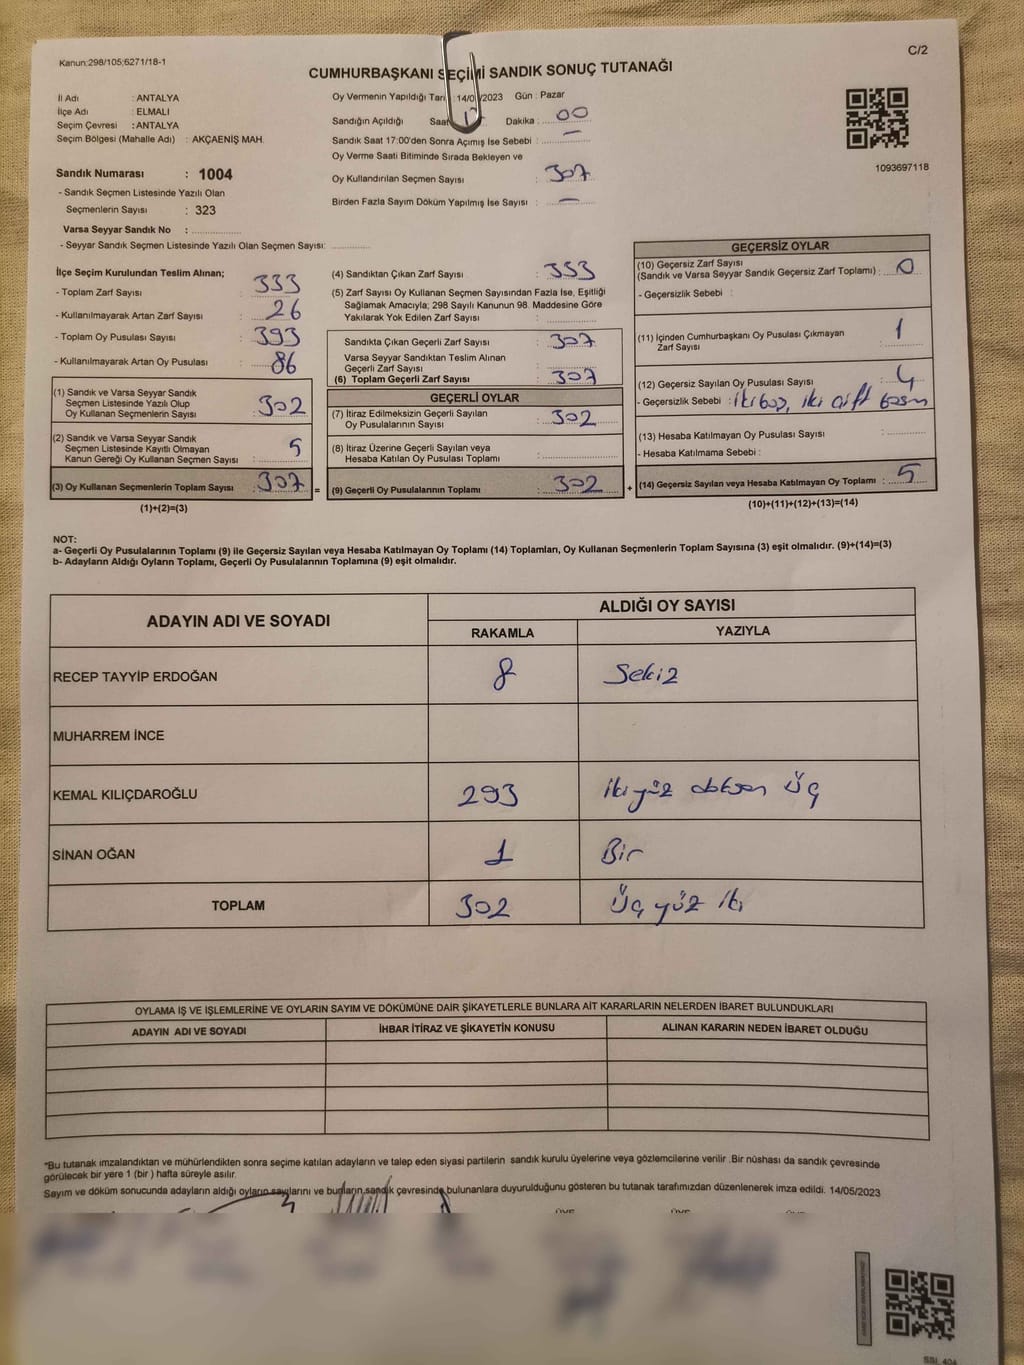 Kanun:298/105;6271/18-1
C/2
CUMHURBAŞKANI SEÇİMİ SANDIK SONUÇ TUTANAĞI
İl Adı : ANTALYA
İlçe Adı : ELMALI
Seçim Çevresi : ANTALYA
Seçim Bölgesi (Mahalle Adı) : AKÇAENİŞ MAH.
Sandık Numarası : 1004
- Sandık Seçmen Listesinde Yazılı Olan
Seçmenlerin Sayısı : 323
Varsa Seyyar Sandık No :
- Seyyar Sandık Seçmen Listesinde Yazılı Olan Seçmen Sayısı:
Oy Vermenin Yapıldığı 14/0 /2023 Gün : Pazar
Sandığın Açıldığı Dakika : 00
Sandık Saat 17:00'den Sonra Açımış İse Sebebi : —
Oy Verme Saati Bitiminde Sırada Bekleyen ve
Oy Kullandırılan Seçmen Sayısı : 307
Birden Fazla Sayım Döküm Yapılmış İse Sayısı : —
1093697118
İlçe Seçim Kurulundan Teslim Alınan;
- Toplam Zarf Sayısı : 333
- Kullanılmayarak Artan Zarf Sayısı : 26
- Toplam Oy Pusulası Sayısı : 393
- Kullanılmayarak Artan Oy Pusulası : 86
(1) Sandık ve Varsa Seyyar Sandık
Seçmen Listesinde Yazılı Olup
Oy Kullanan Seçmenlerin Sayısı : 302
(2) Sandık ve Varsa Seyyar Sandık
Seçmen Listesinde Kayıtlı Olmayan
Kanun Gereği Oy Kullanan Seçmen Sayısı : 5
(3) Oy Kullanan Seçmenlerin Toplam Sayısı : 307
(1)+(2)=(3)
(4) Sandıktan Çıkan Zarf Sayısı : 333
(5) Zarf Sayısı Oy Kullanan Seçmen Sayısından Fazla İse, Eşitliği
Sağlamak Amacıyla; 298 Sayılı Kanunun 98. Maddesine Göre
Yakılarak Yok Edilen Zarf Sayısı :
Sandıkta Çıkan Geçerli Zarf Sayısı : 307
Varsa Seyyar Sandıktan Teslim Alınan
Geçerli Zarf Sayısı :
(6) Toplam Geçerli Zarf Sayısı : 307
GEÇERLİ OYLAR
(7) İtiraz Edilmeksizin Geçerli Sayılan
Oy Pusulalarının Sayısı : 302
(8) İtiraz Üzerine Geçerli Sayılan veya
Hesaba Katılan Oy Pusulası Toplamı :
= (9) Geçerli Oy Pusulalarının Toplamı : 302 +
GEÇERSİZ OYLAR
(10) Geçersiz Zarf Sayısı
(Sandık ve Varsa Seyyar Sandık Geçersiz Zarf Toplamı) : 0
- Geçersizlik Sebebi :
(11) İçinden Cumhurbaşkanı Oy Pusulası Çıkmayan
Zarf Sayısı : 1
(12) Geçersiz Sayılan Oy Pusulası Sayısı : 4
- Geçersizlik Sebebi : iki boş, iki çift basm
(13) Hesaba Katılmayan Oy Pusulası Sayısı :
- Hesaba Katılmama Sebebi :
(14) Geçersiz Sayılan veya Hesaba Katılmayan Oy Toplamı : 5
(10)+(11)+(12)+(13)=(14)
NOT:
a- Geçerli Oy Pusulalarının Toplamı (9) ile Geçersiz Sayılan veya Hesaba Katılmayan Oy Toplamı (14) Toplamları, Oy Kullanan Seçmenlerin Toplam Sayısına (3) eşit olmalıdır. (9)+(14)=(3)
b- Adayların Aldığı Oyların Toplamı, Geçerli Oy Pusulalarının Toplamına (9) eşit olmalıdır.
ADAYIN ADI VE SOYADI ALDIĞI OY SAYISI
RAKAMLA YAZIYLA
RECEP TAYYİP ERDOĞAN 8 Sekiz
MUHARREM İNCE
KEMAL KILIÇDAROĞLU 293 iki yüz doksan üç
SİNAN OĞAN 1 Bir
TOPLAM 302 Üç yüz iki
OYLAMA İŞ VE İŞLEMLERİNE VE OYLARIN SAYIM VE DÖKÜMÜNE DAİR ŞİKAYETLERLE BUNLARA AİT KARARLARIN NELERDEN İBARET BULUNDUKLARI
ADAYIN ADI VE SOYADI İHBAR İTİRAZ VE ŞİKAYETİN KONUSU ALINAN KARARIN NEDEN İBARET OLDUĞU
*Bu tutanak imzalandıktan ve mühürlendikten sonra seçime katılan adayların ve talep eden siyasi partilerin sandık kurulu üyelerine veya gözlemcilerine verilir .Bir nüshası da sandık çevresinde
görülecek bir yere 1 (bir ) hafta süreyle asılır.
Sayım ve döküm sonucunda adayların aldığı oyların sayılarını ve bunların sandık çevresinde bulunanlara duyurulduğunu gösteren bu tutanak tarafımızdan düzenlenerek imza edildi. 14/05/2023